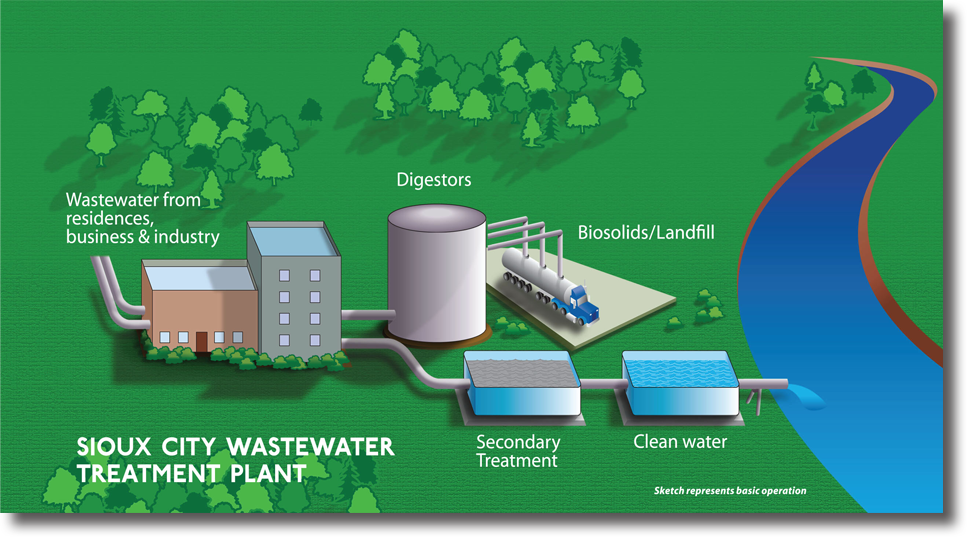 Wastewater from
residences,
business & industry
Digestors
Biosolids/Landfill
Secondary
Treatment
Clean water
SIOUX CITY WASTEWATER
TREATMENT PLANT
Sketch represents basic operation